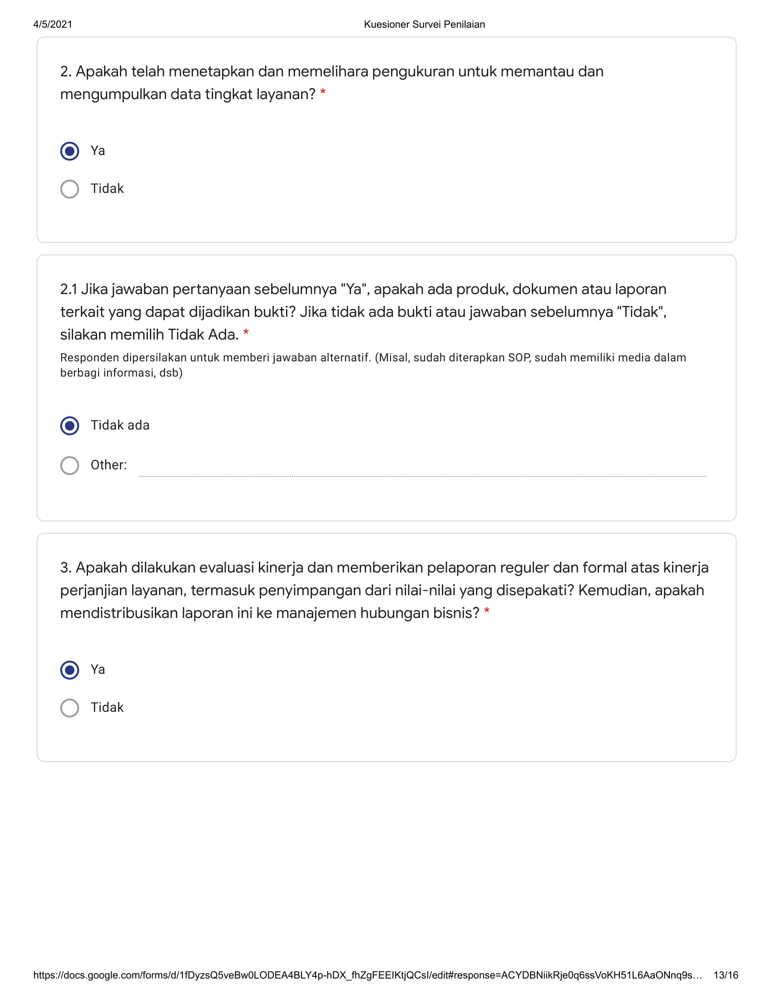 4/5/2021 Kuesioner Survei Penilaian
2. Apakah telah menetapkan dan memelihara pengukuran untuk memantau dan
mengumpulkan data tingkat layanan? *
Ya
Tidak
2.1 Jika jawaban pertanyaan sebelumnya "Ya", apakah ada produk, dokumen atau laporan
terkait yang dapat dijadikan bukti? Jika tidak ada bukti atau jawaban sebelumnya "Tidak",
silakan memilih Tidak Ada. *
Responden dipersilakan untuk memberi jawaban alternatif. (Misal, sudah diterapkan SOP, sudah memiliki media dalam
berbagi informasi, dsb)
Tidak ada
Other:
3. Apakah dilakukan evaluasi kinerja dan memberikan pelaporan reguler dan formal atas kinerja
perjanjian layanan, termasuk penyimpangan dari nilai-nilai yang disepakati? Kemudian, apakah
mendistribusikan laporan ini ke manajemen hubungan bisnis? *
Ya
Tidak
https://docs.google.com/forms/d/1fDyzsQ5veBw0LODEA4BLY4p-hDX_fhZgFEEIKtjQCsI/edit#response=ACYDBNiikRje0q6ssVoKH51L6AaONnq9s… 13/16